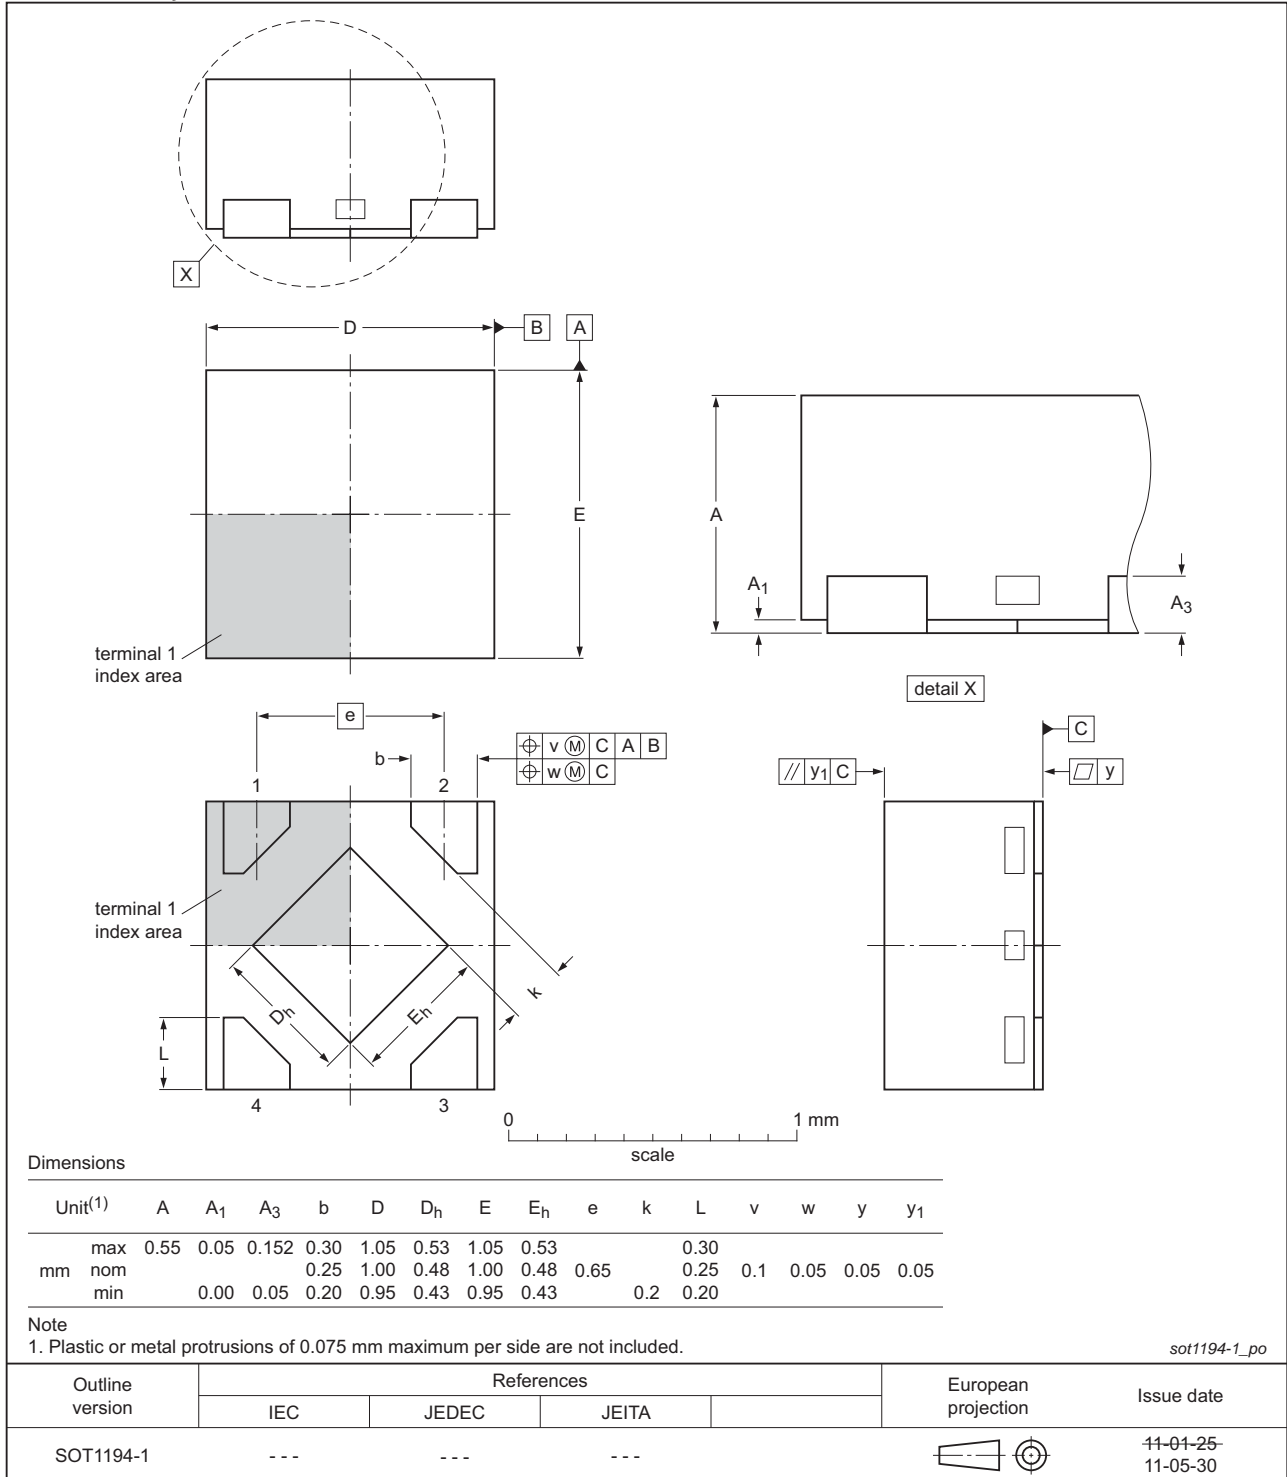 X
D
B
A
E
terminal 1
index area
A
A1
A3
detail X
e
b
v M C A B
w M C
1
2
terminal 1
index area
Dh
Eh
k
L
4
3
C
// y1 C
y
0
1 mm
scale
Dimensions
Unit(1) A A1 A3 b D Dh E Eh e k L v w y y1
max 0.55 0.05 0.152 0.30 1.05 0.53 1.05 0.53 0.30
mm nom 0.25 1.00 0.48 1.00 0.48 0.65 0.25 0.1 0.05 0.05 0.05
min 0.00 0.05 0.20 0.95 0.43 0.95 0.43 0.2 0.20
Note
1. Plastic or metal protrusions of 0.075 mm maximum per side are not included.
sot1194-1_po
Outline
version
References
IEC JEDEC JEITA
European
projection
Issue date
SOT1194-1 - - - - - - - - -
11-01-25
11-05-30